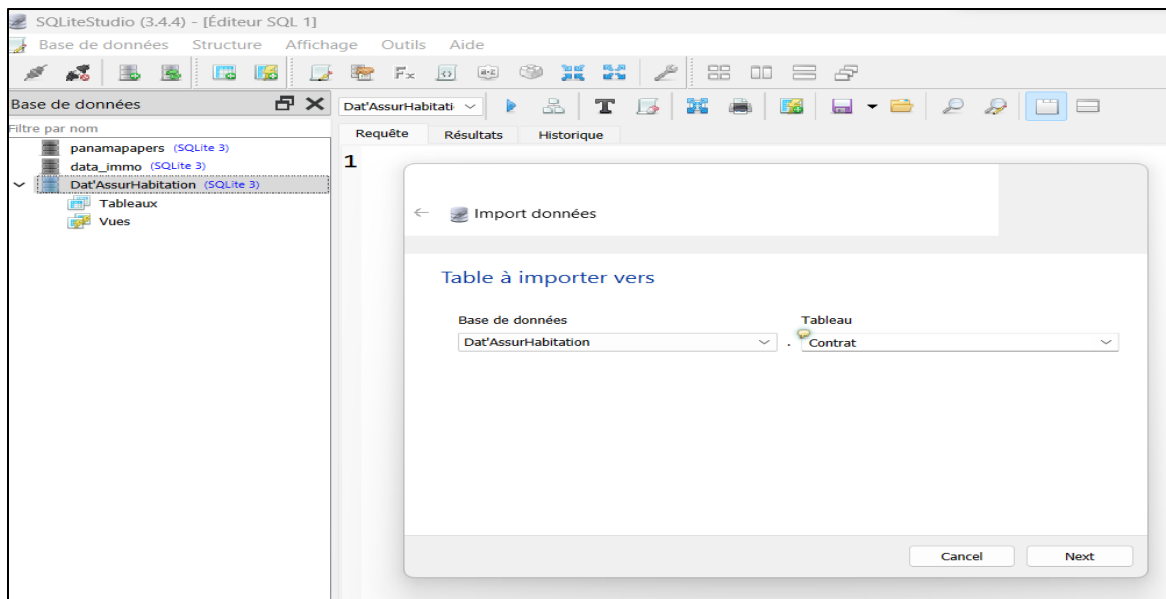 SQLiteStudio (3.4.4) - [Éditeur SQL 1]
Base de données Structure Affichage Outils Aide
Base de données
Filtre par nom
panamapapers (SQLite 3)
data_immo (SQLite 3)
Dat'AssurHabitation (SQLite 3)
Tableaux
Vues
Dat'AssurHabitati
Requête Résultats Historique
1
Import données
Table à importer vers
Base de données Tableau
Dat'AssurHabitation . Contrat
Cancel Next